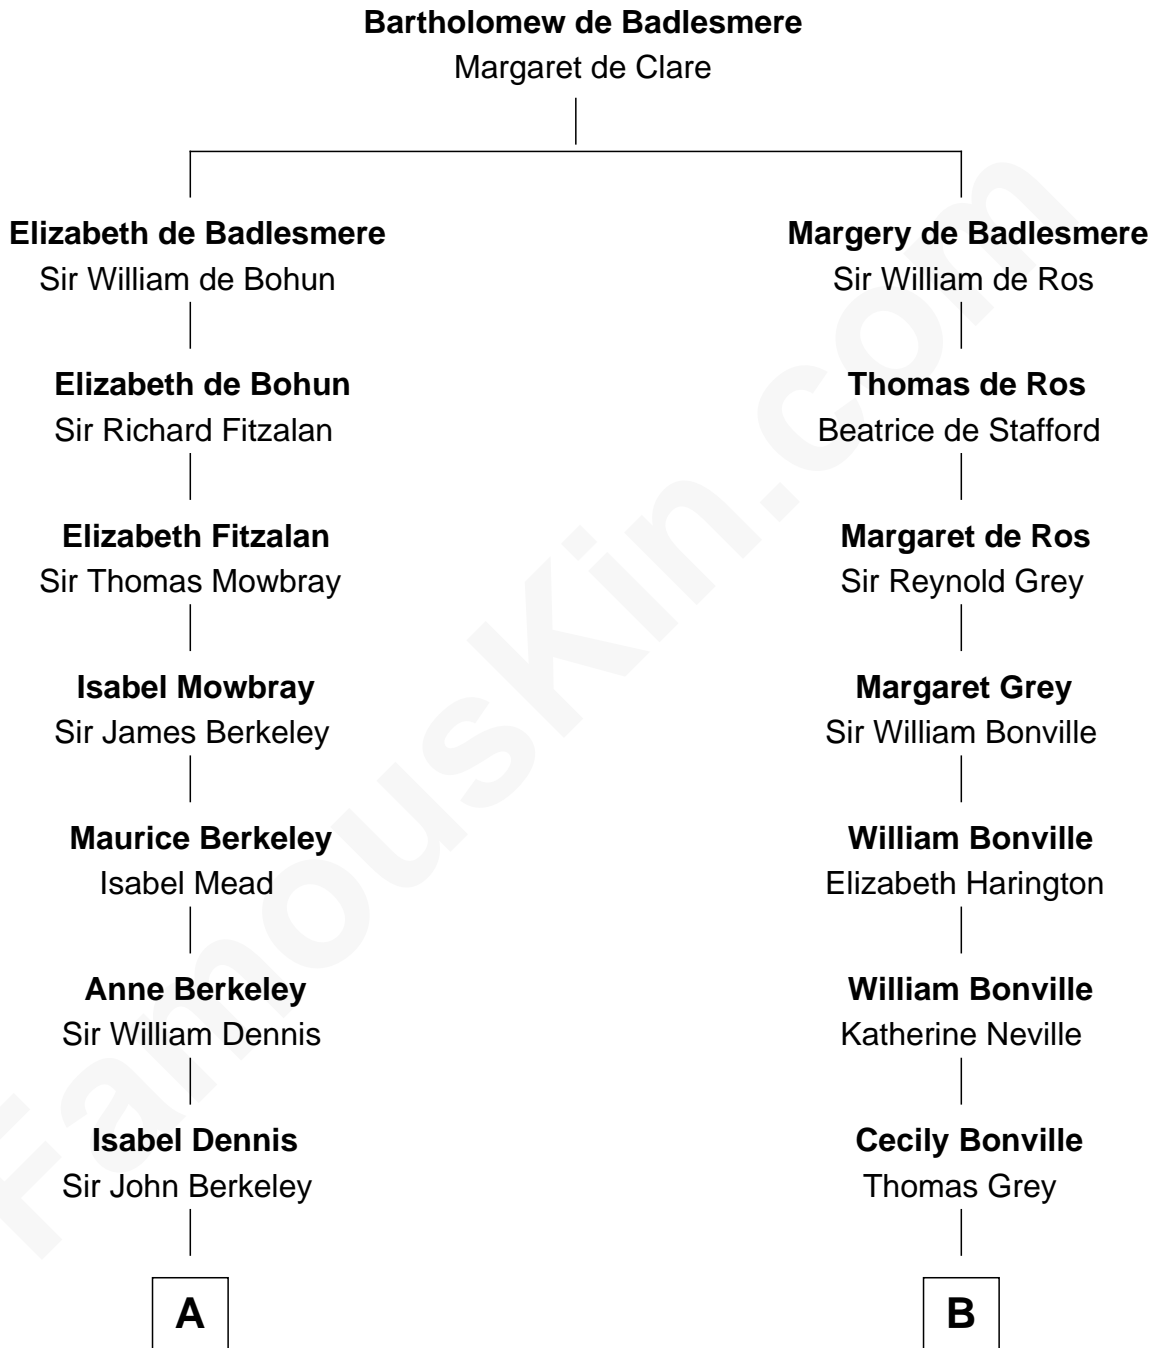 Bartholomew de Badlesmere
Margaret de Clare
Elizabeth de Badlesmere
Sir William de Bohun
Margery de Badlesmere
Sir William de Ros
Elizabeth de Bohun
Sir Richard Fitzalan
Thomas de Ros
Beatrice de Stafford
Elizabeth Fitzalan
Sir Thomas Mowbray
Margaret de Ros
Sir Reynold Grey
Isabel Mowbray
Sir James Berkeley
Margaret Grey
Sir William Bonville
Maurice Berkeley
Isabel Mead
William Bonville
Elizabeth Harington
Anne Berkeley
Sir William Dennis
William Bonville
Katherine Neville
Isabel Dennis
Sir John Berkeley
Cecily Bonville
Thomas Grey
A
B
FamousKin.com